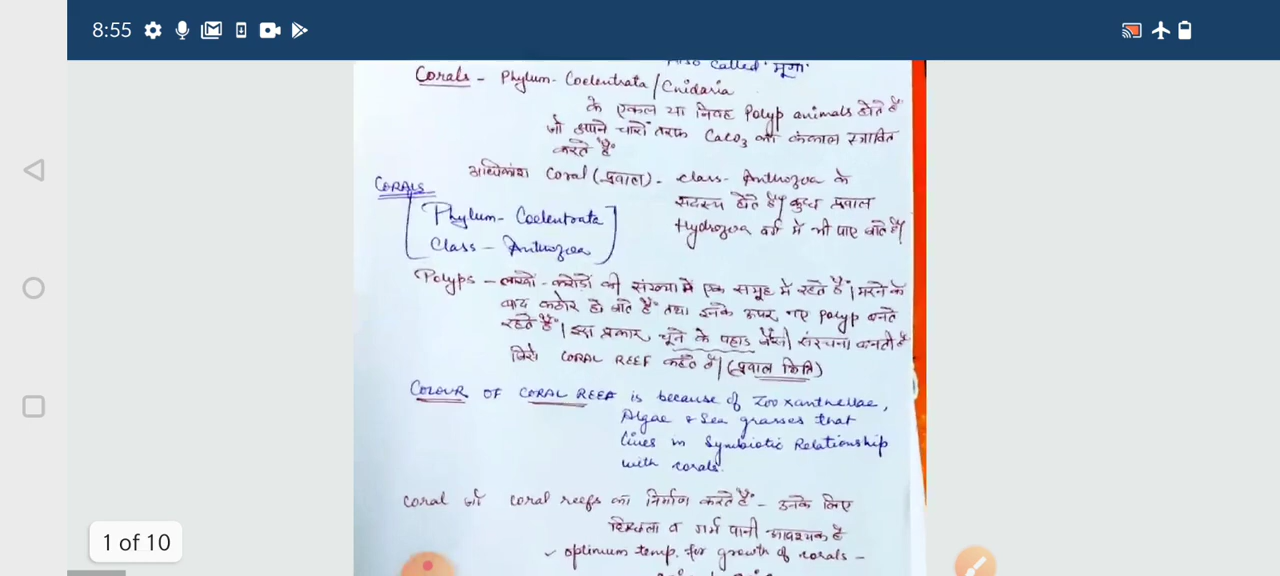 8:55
Also called 'मूंगा'
Corals - Phylum- Coelentrata/Cnidaria
के एकल या निवह Polyp animals होते हैं
जो अपने चारों तरफ CaCO3 का कंकाल स्त्रावित
करते हैं
अधिकांश Coral (प्रवाल) - Class- Anthozoa के
सदस्य होते हैं| कुछ प्रवाल
Hydrozoa वर्ग में भी पाए जाते हैं|
CORALS
Phylum- Coelentrata
Class - Anthozoa
Polyps - लाखों-करोड़ों की संख्या में एक समूह में रहते हैं| मरने के
बाद कठोर हो जाते हैं तथा इनके ऊपर नए Polyp बनते
रहते हैं| इस प्रकार, चूने के पहाड़ जैसी संरचना बनती है
जिसे CORAL REEF कहते हैं| (प्रवाल भित्ति)
COLOUR OF CORAL REEF is because of Zooxanthellae,
Algae & Sea grasses that
lives in Symbiotic Relationship
with corals.
Coral जो coral reefs का निर्माण करते हैं - उनके लिए
छिछला व गर्म पानी आवश्यक है
✓ optimum temp. for growth of corals -
1 of 10